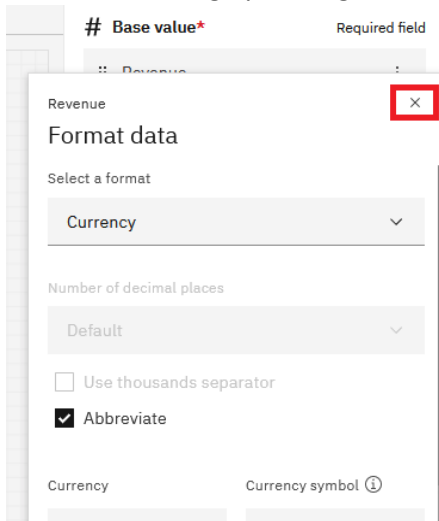 # Base value* Required field
Revenue
Revenue
Format data
Select a format
Currency
Number of decimal places
Default
Use thousands separator
Abbreviate
Currency Currency symbol